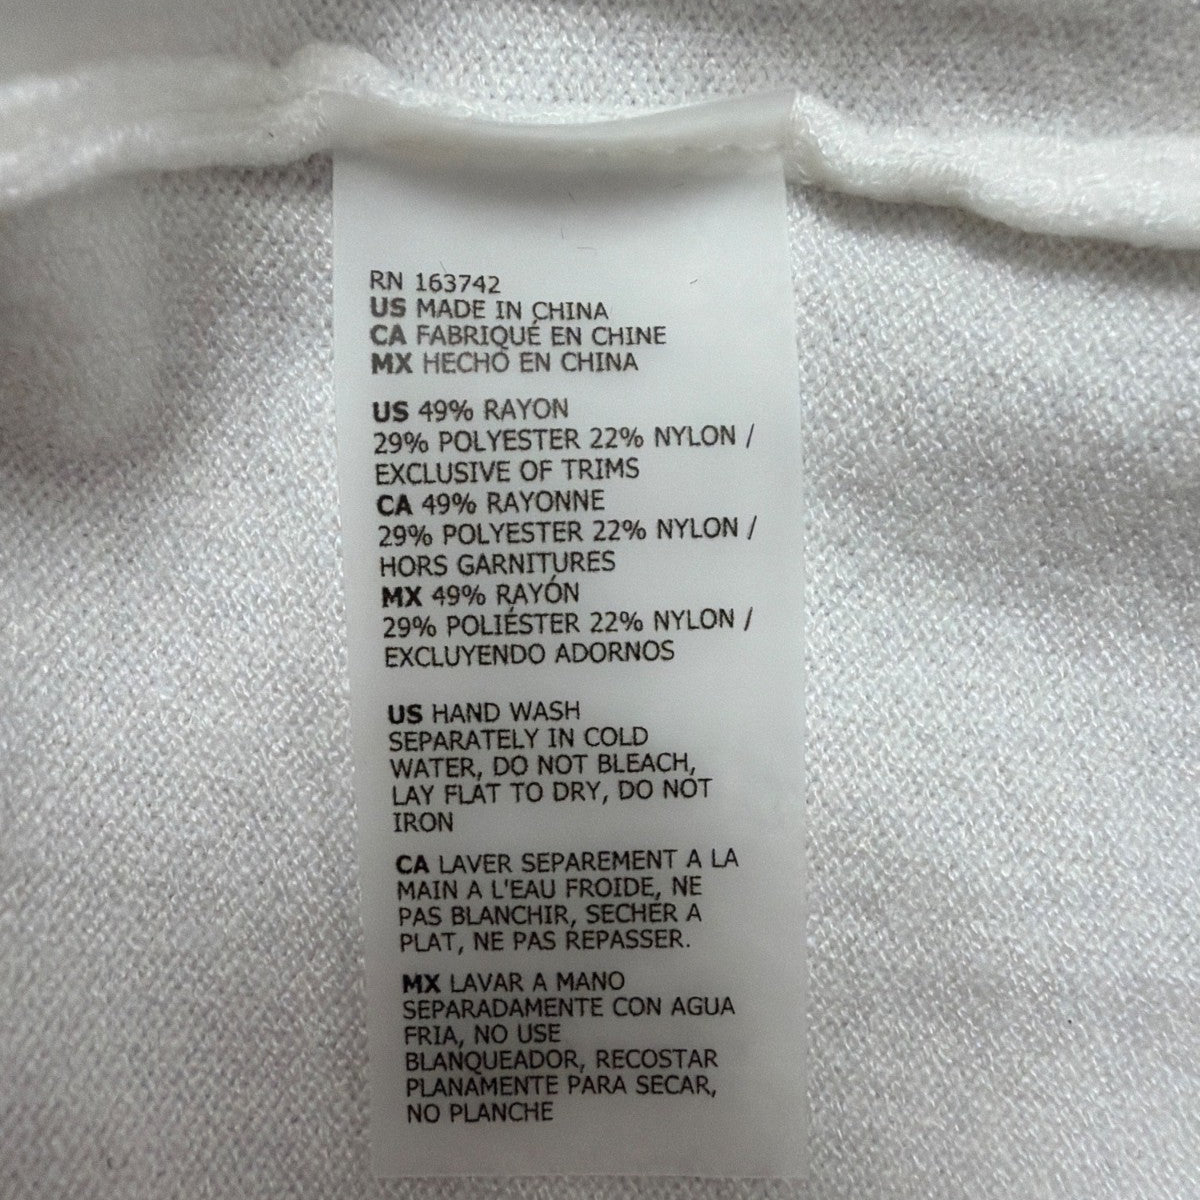 RN 163742
US MADE IN CHINA
CA FABRIQUÉ EN CHINE
MX HECHO EN CHINA
US 49% RAYON
29% POLYESTER 22% NYLON /
EXCLUSIVE OF TRIMS
CA 49% RAYONNE
29% POLYESTER 22% NYLON /
HORS GARNITURES
MX 49% RAYÓN
29% POLIÉSTER 22% NYLON /
EXCLUYENDO ADORNOS
US HAND WASH
SEPARATELY IN COLD
WATER, DO NOT BLEACH,
LAY FLAT TO DRY, DO NOT
IRON
CA LAVER SEPAREMENT A LA
MAIN A L'EAU FROIDE, NE
PAS BLANCHIR, SECHER A
PLAT, NE PAS REPASSER.
MX LAVAR A MANO
SEPARADAMENTE CON AGUA
FRIA, NO USE
BLANQUEADOR, RECOSTAR
PLANAMENTE PARA SECAR,
NO PLANCHE